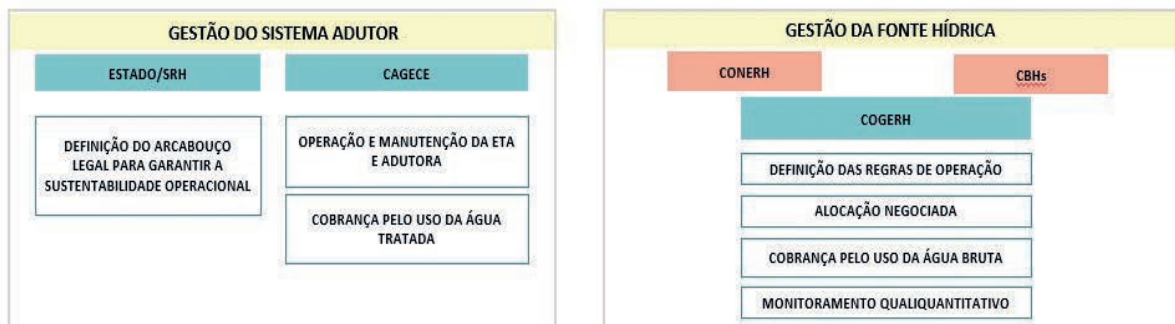 GESTÃO DO SISTEMA ADUTOR
ESTADO/SRH
DEFINIÇÃO DO ARCABOUÇO
LEGAL PARA GARANTIR A
SUSTENTABILIDADE OPERACIONAL
CAGECE
OPERAÇÃO E MANUTENÇÃO DA ETA
E ADUTORA
COBRANÇA PELO USO DA ÁGUA
TRATADA
GESTÃO DA FONTE HÍDRICA
CONERH
CBHs
COGERH
DEFINIÇÃO DAS REGRAS DE OPERAÇÃO
ALOCAÇÃO NEGOCIADA
COBRANÇA PELO USO DA ÁGUA BRUTA
MONITORAMENTO QUALIQUANTITATIVO